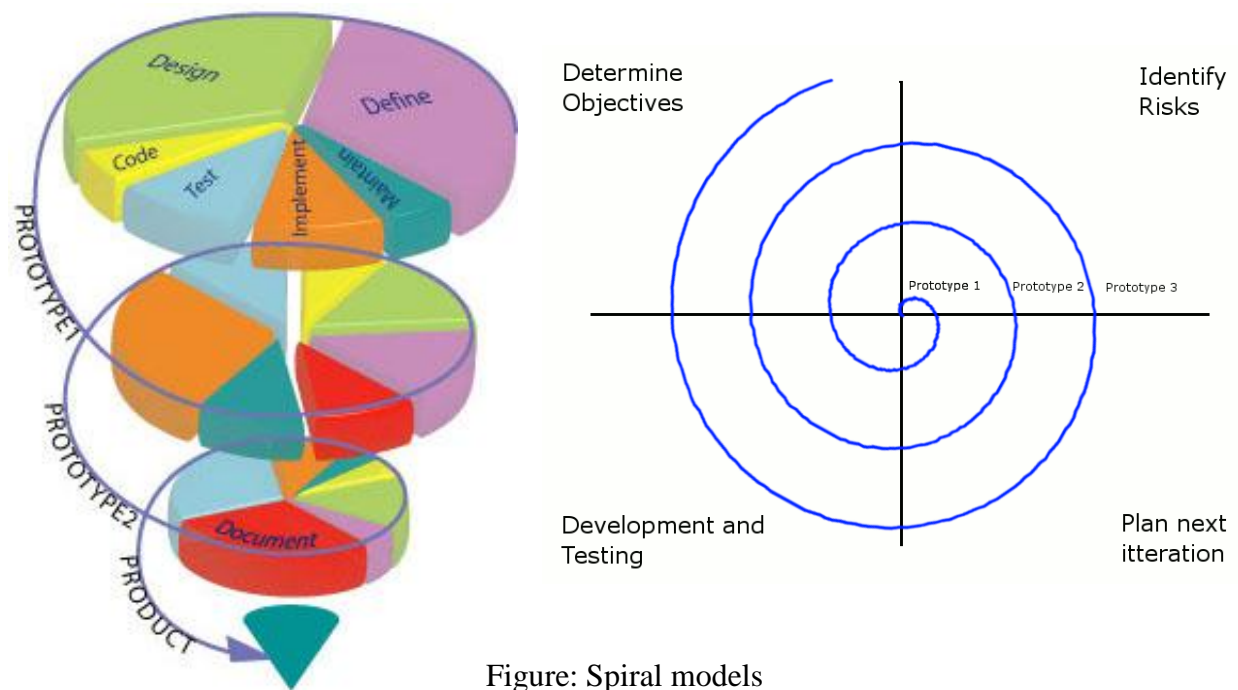 Design
Define
Code
Test
Implement
Maintain
PROTOTYPE1
PROTOTYPE2
Document
PRODUCT
Determine
Objectives
Identify
Risks
Prototype 1
Prototype 2
Prototype 3
Development and
Testing
Plan next
itteration
Figure: Spiral models